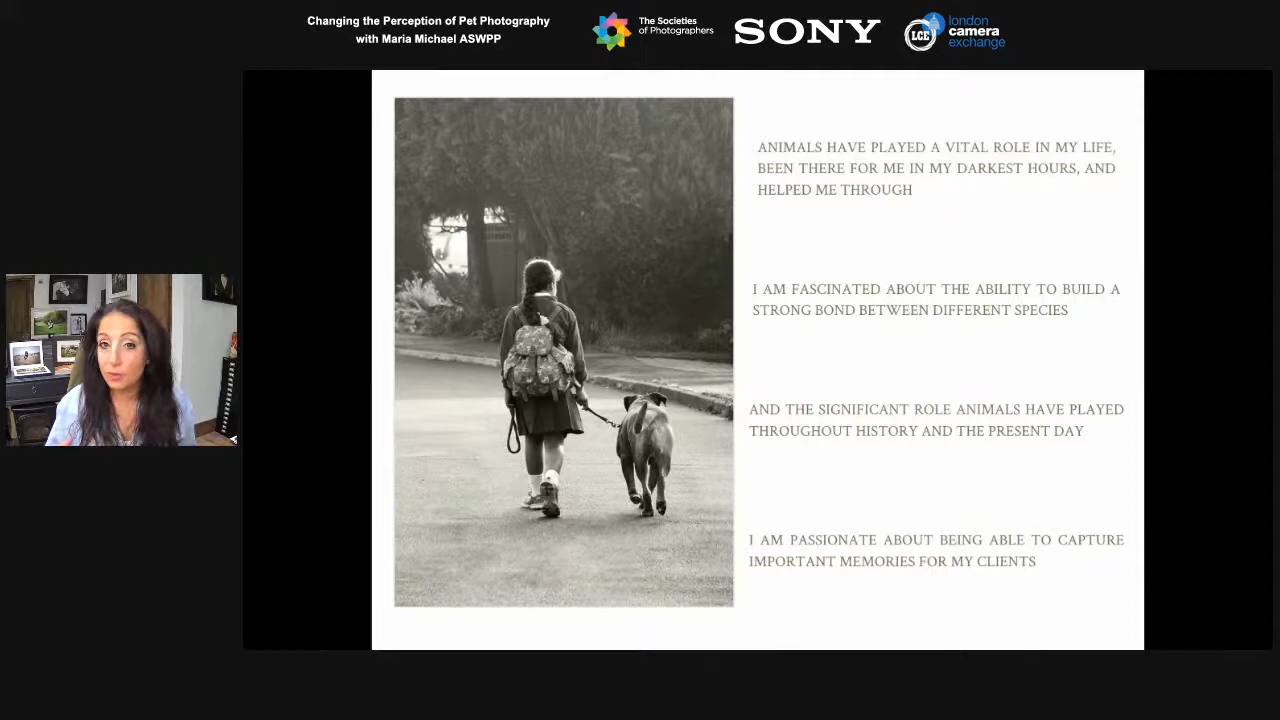 Changing the Perception of Pet Photography
with Maria Michael ASWPP
The Societies
of Photographers
SONY
LCE
london
camera
exchange
ANIMALS HAVE PLAYED A VITAL ROLE IN MY LIFE,
BEEN THERE FOR ME IN MY DARKEST HOURS, AND
HELPED ME THROUGH
I AM FASCINATED ABOUT THE ABILITY TO BUILD A
STRONG BOND BETWEEN DIFFERENT SPECIES
AND THE SIGNIFICANT ROLE ANIMALS HAVE PLAYED
THROUGHOUT HISTORY AND THE PRESENT DAY
I AM PASSIONATE ABOUT BEING ABLE TO CAPTURE
IMPORTANT MEMORIES FOR MY CLIENTS